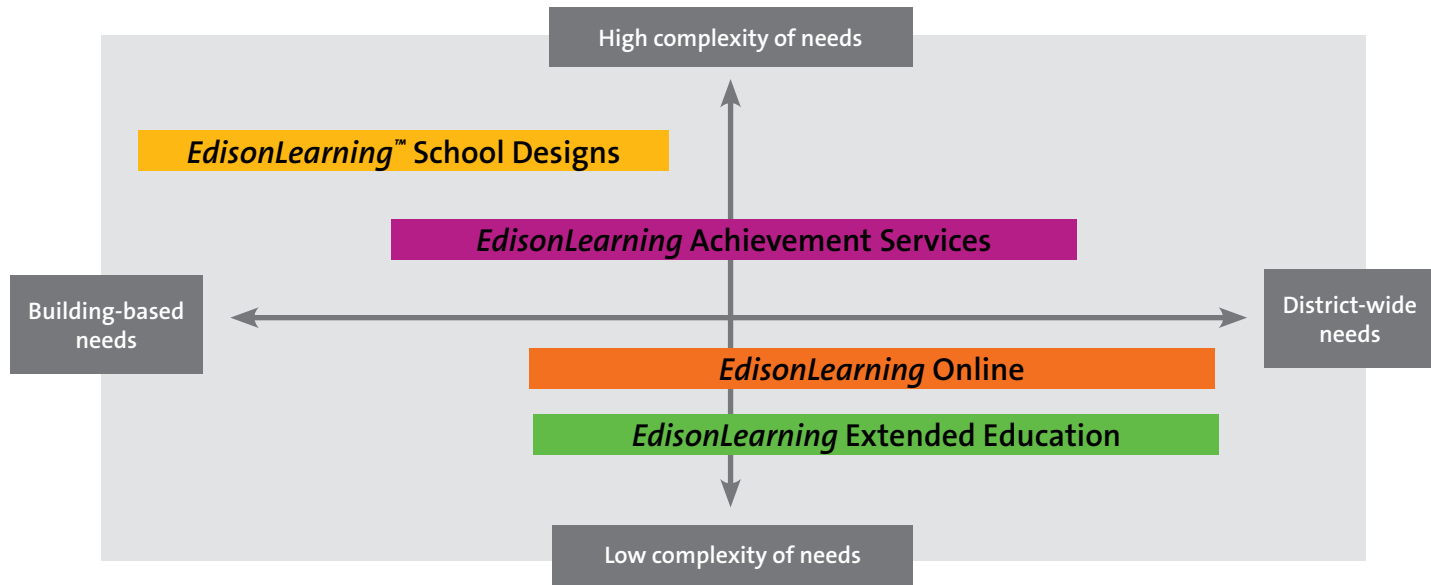 High complexity of needs
EdisonLearning™ School Designs
EdisonLearning Achievement Services
Building-based
needs
District-wide
needs
EdisonLearning Online
EdisonLearning Extended Education
Low complexity of needs